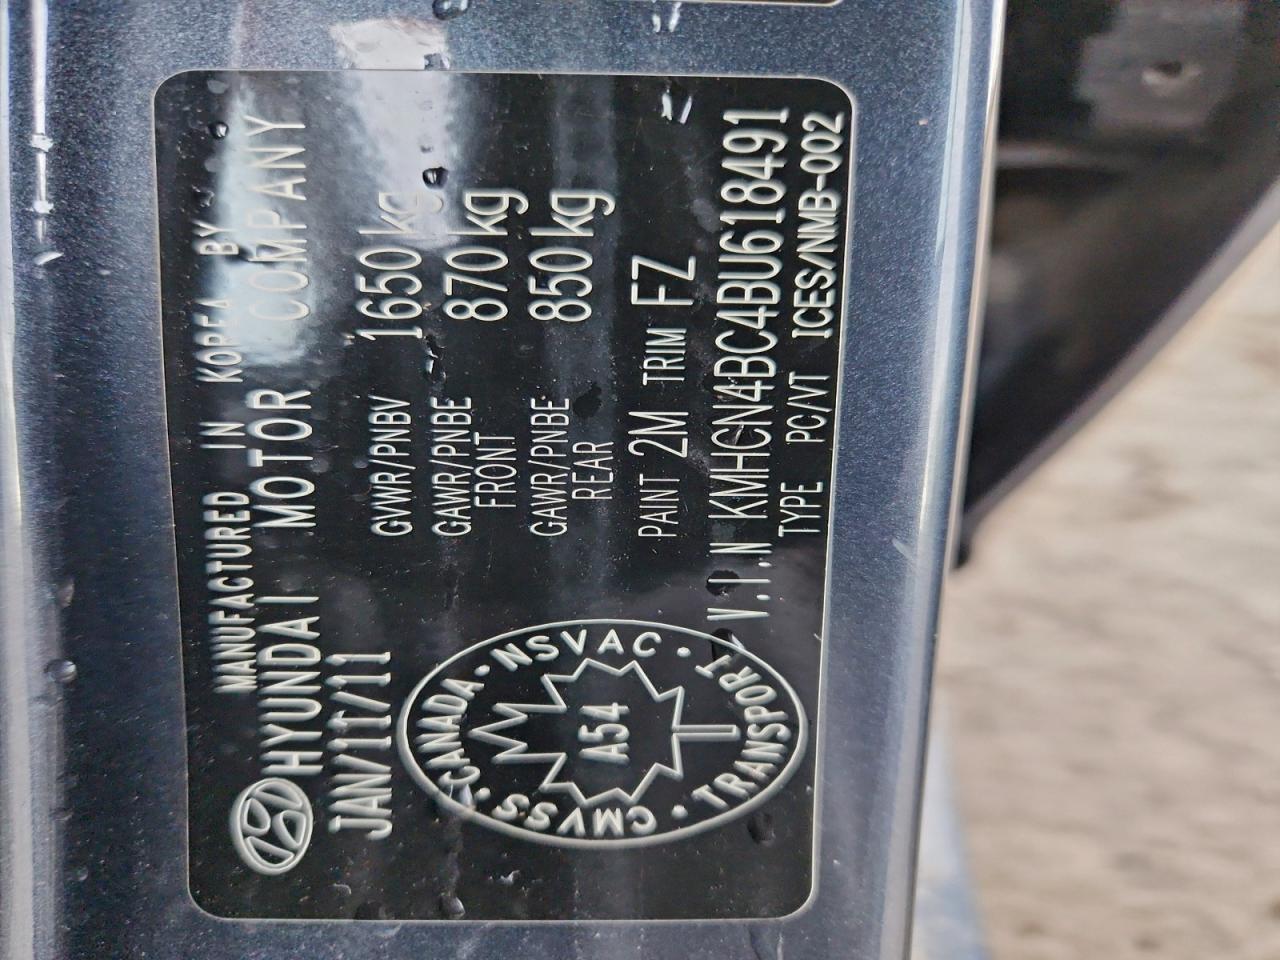 MANUFACTURED IN KOREA BY
HYUNDAI MOTOR COMPANY
JAN/11/11
GVWR/PNBV 1650 kg
GAWR/PNBE FRONT 870 kg
GAWR/PNBE REAR 850 kg
PAINT 2M TRIM FZ
V.I.N KMHCN4BC4BU618491
TYPE PC/VT ICES/NMB-002
CANADA · NSVAC · TRANSPORT · CMVSS
A54